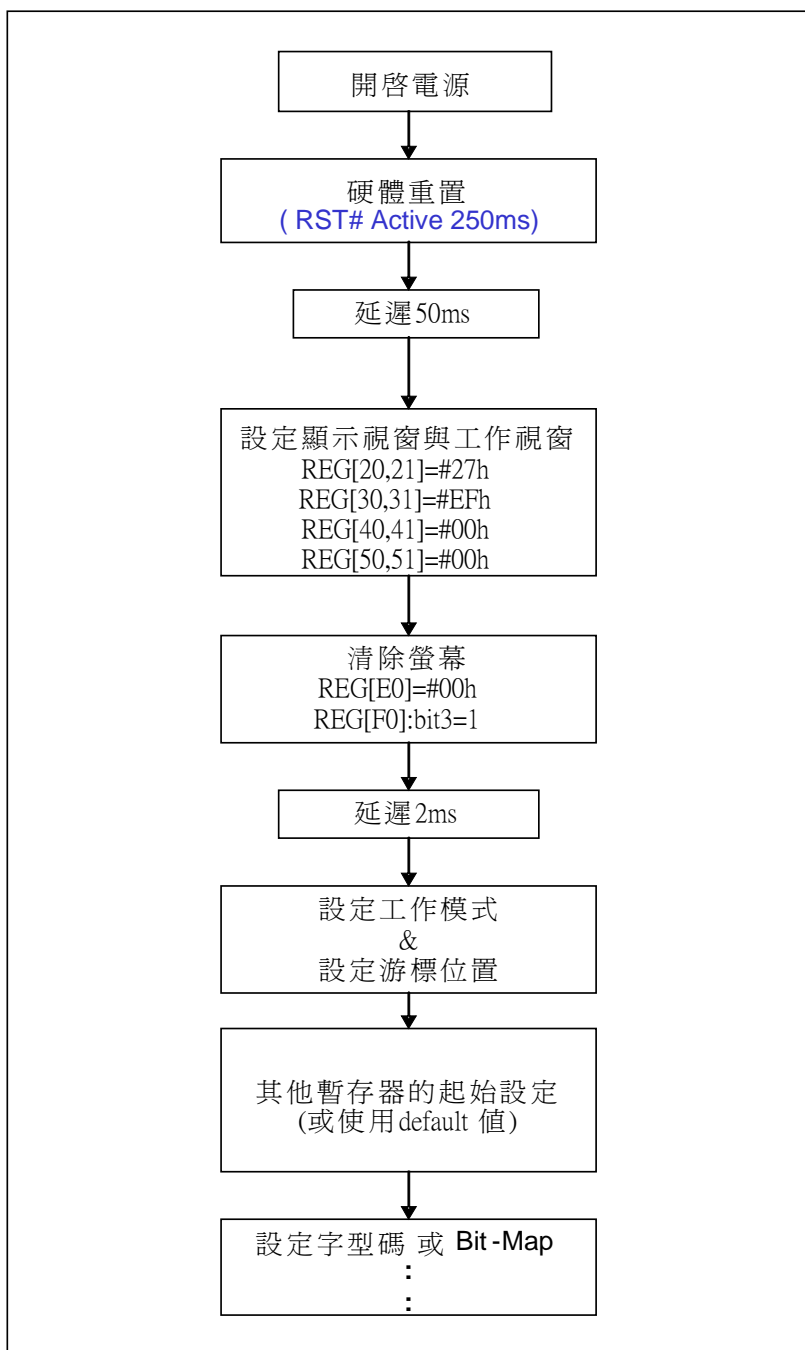 開啓電源
硬體重置
( RST# Active 250ms)
延遲50ms
設定顯示視窗與工作視窗
REG[20,21]=#27h
REG[30,31]=#EFh
REG[40,41]=#00h
REG[50,51]=#00h
清除螢幕
REG[E0]=#00h
REG[F0]:bit3=1
延遲2ms
設定工作模式
&
設定游標位置
其他暫存器的起始設定
(或使用default 值)
設定字型碼 或 Bit-Map
:
: